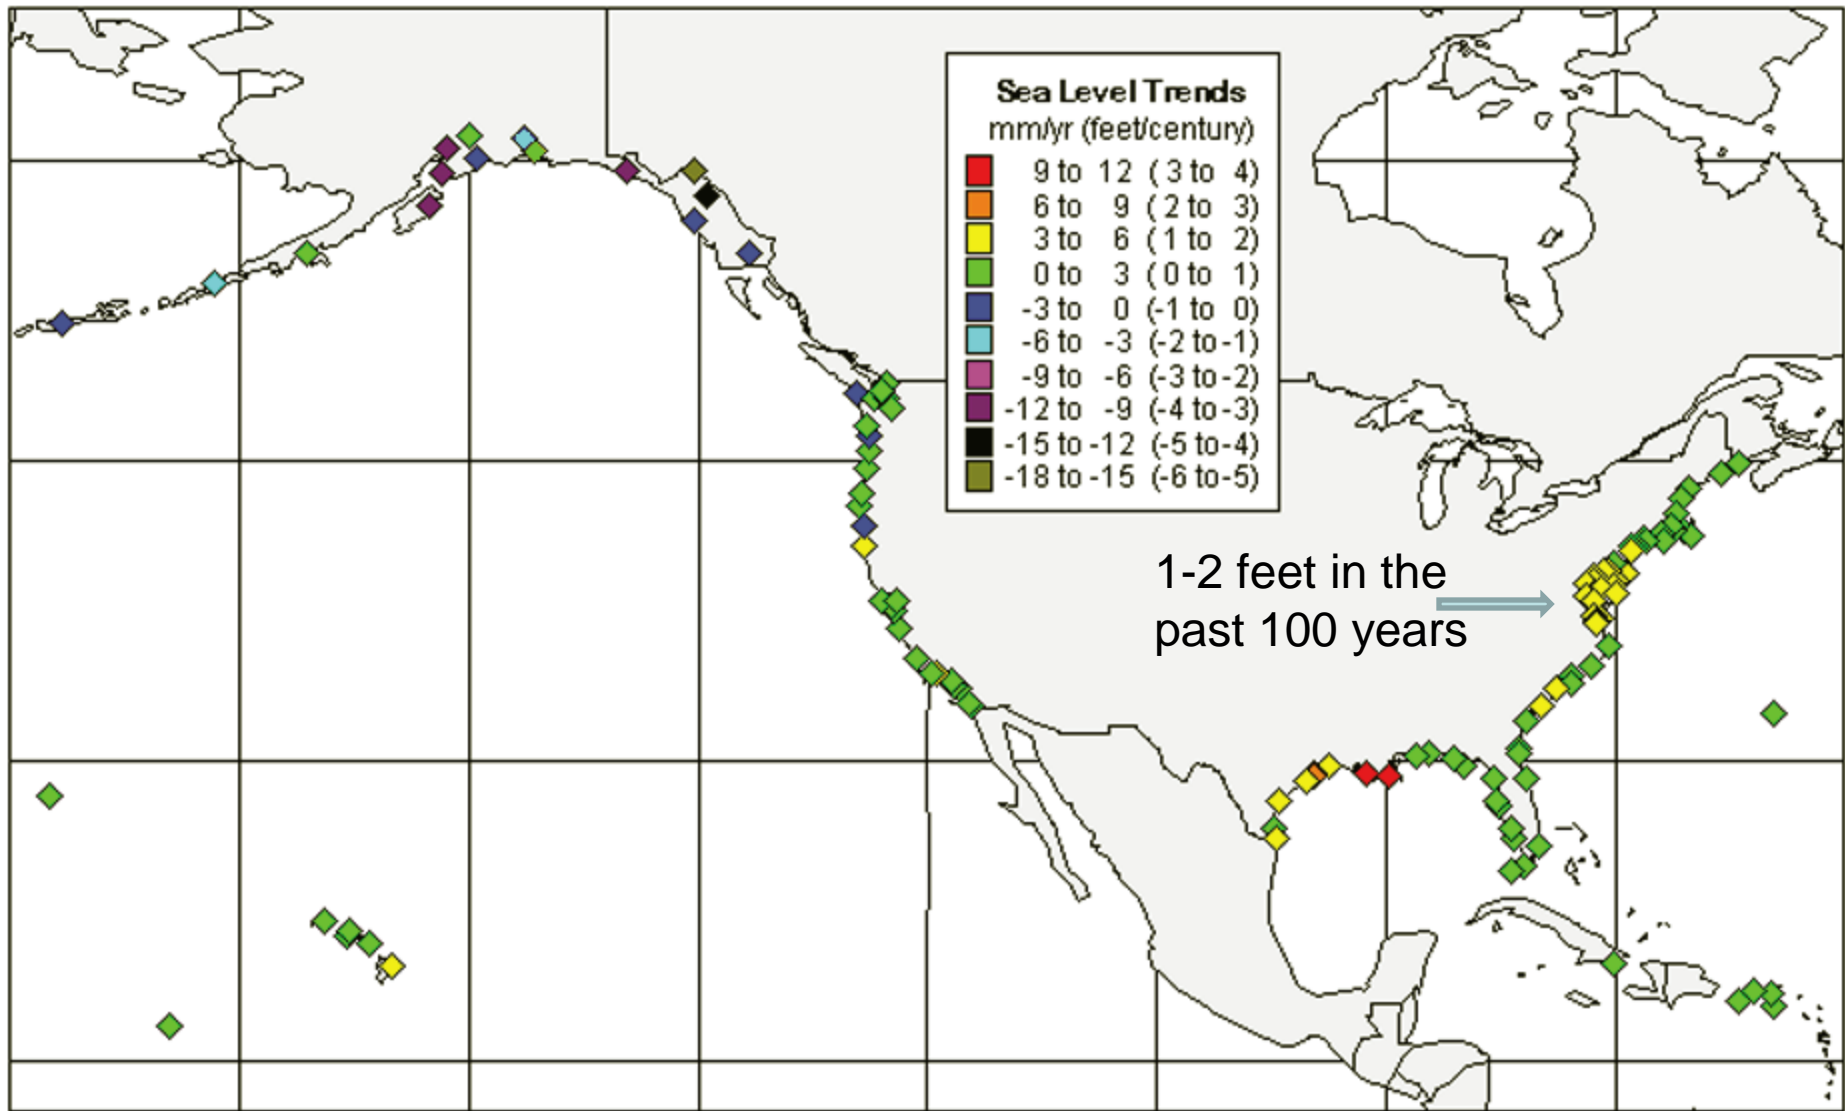 Sea Level Trends
mm/yr (feet/century)
9 to 12 ( 3 to 4)
6 to 9 ( 2 to 3)
3 to 6 ( 1 to 2)
0 to 3 ( 0 to 1)
-3 to 0 (-1 to 0)
-6 to -3 (-2 to -1)
-9 to -6 (-3 to -2)
-12 to -9 (-4 to -3)
-15 to -12 (-5 to -4)
-18 to -15 (-6 to -5)
1-2 feet in the
past 100 years